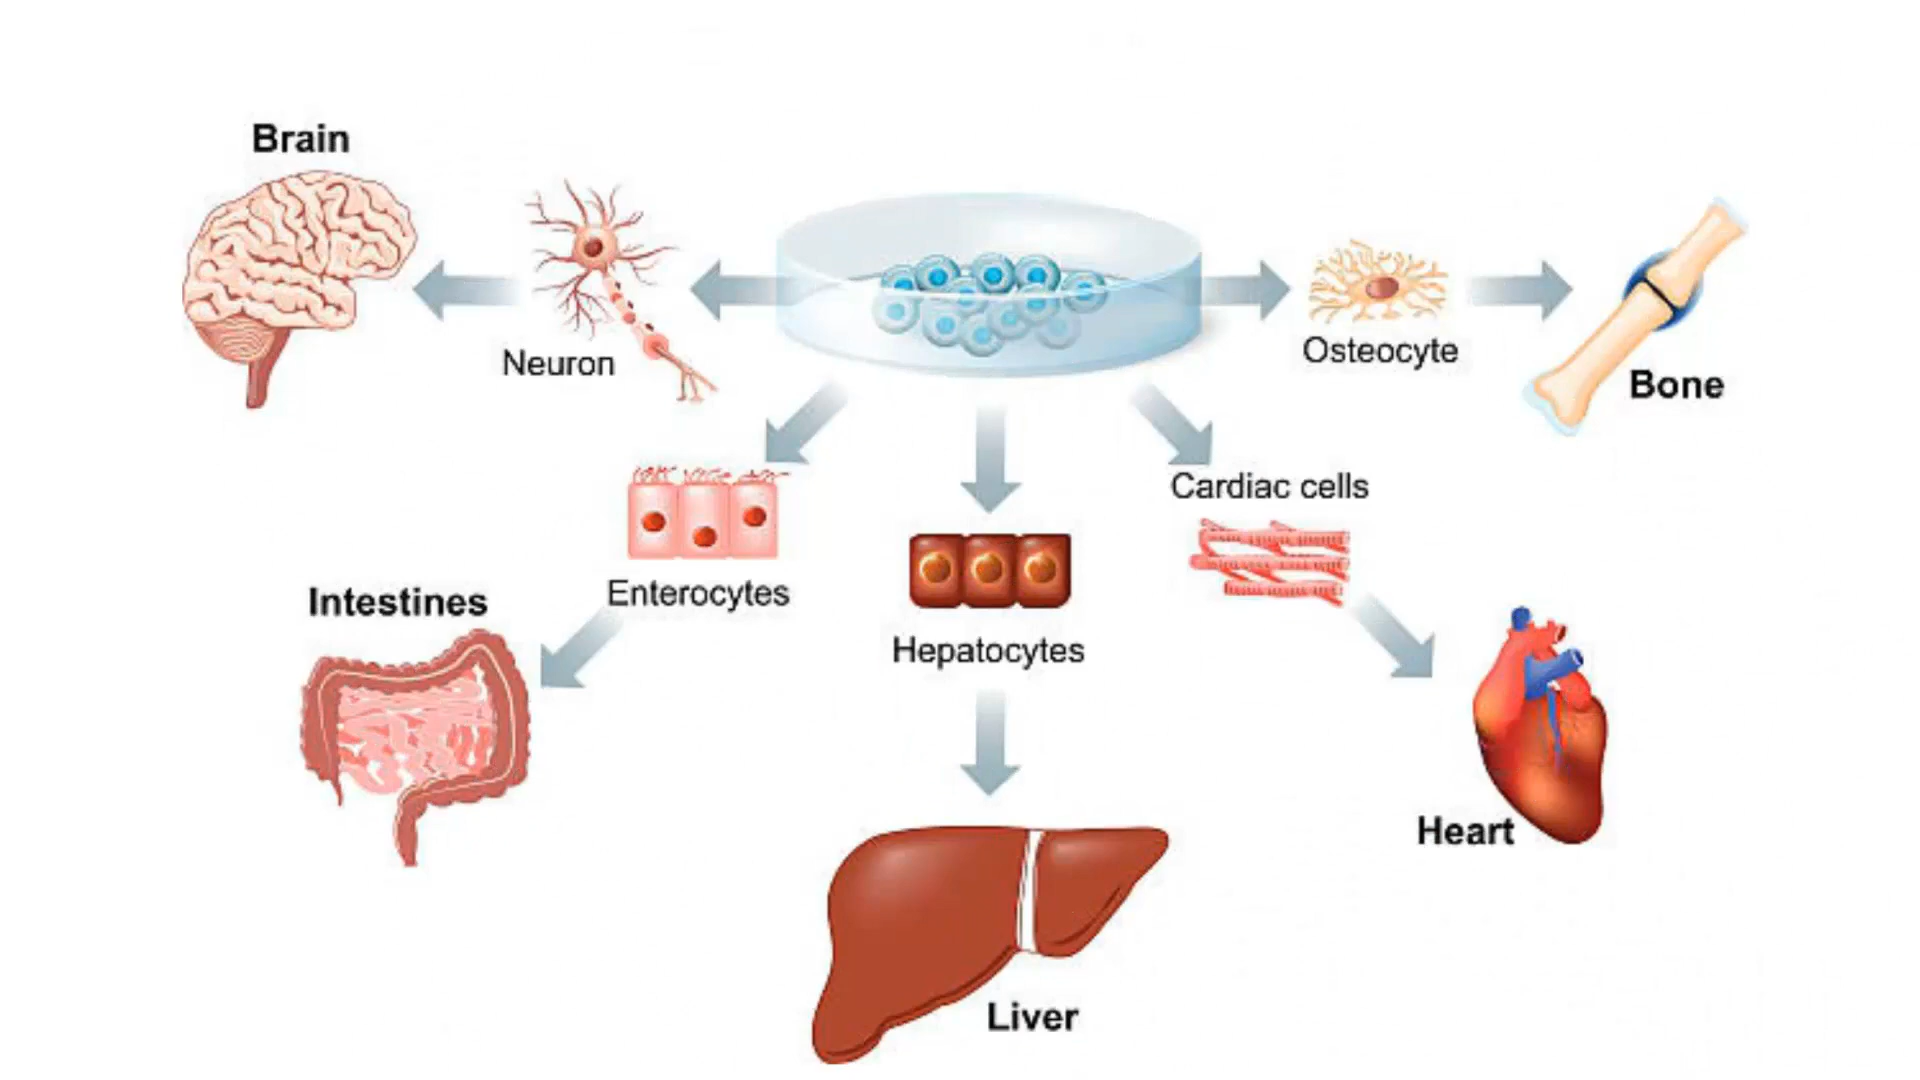 Brain
Neuron
Osteocyte
Bone
Cardiac cells
Enterocytes
Intestines
Hepatocytes
Heart
Liver